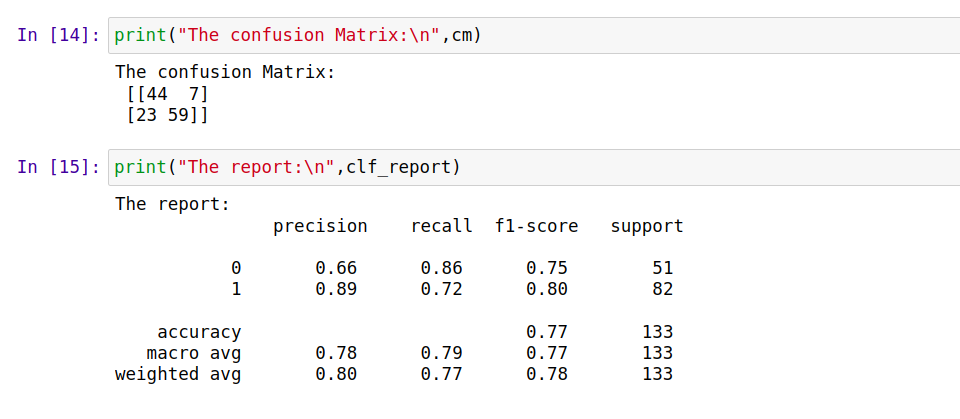 In [14]: print("The confusion Matrix:\n",cm)
The confusion Matrix:
 [[44  7]
 [23 59]]
In [15]: print("The report:\n",clf_report)
The report:
               precision    recall  f1-score   support
           0       0.66      0.86      0.75        51
           1       0.89      0.72      0.80        82
    accuracy                           0.77       133
   macro avg       0.78      0.79      0.77       133
weighted avg       0.80      0.77      0.78       133